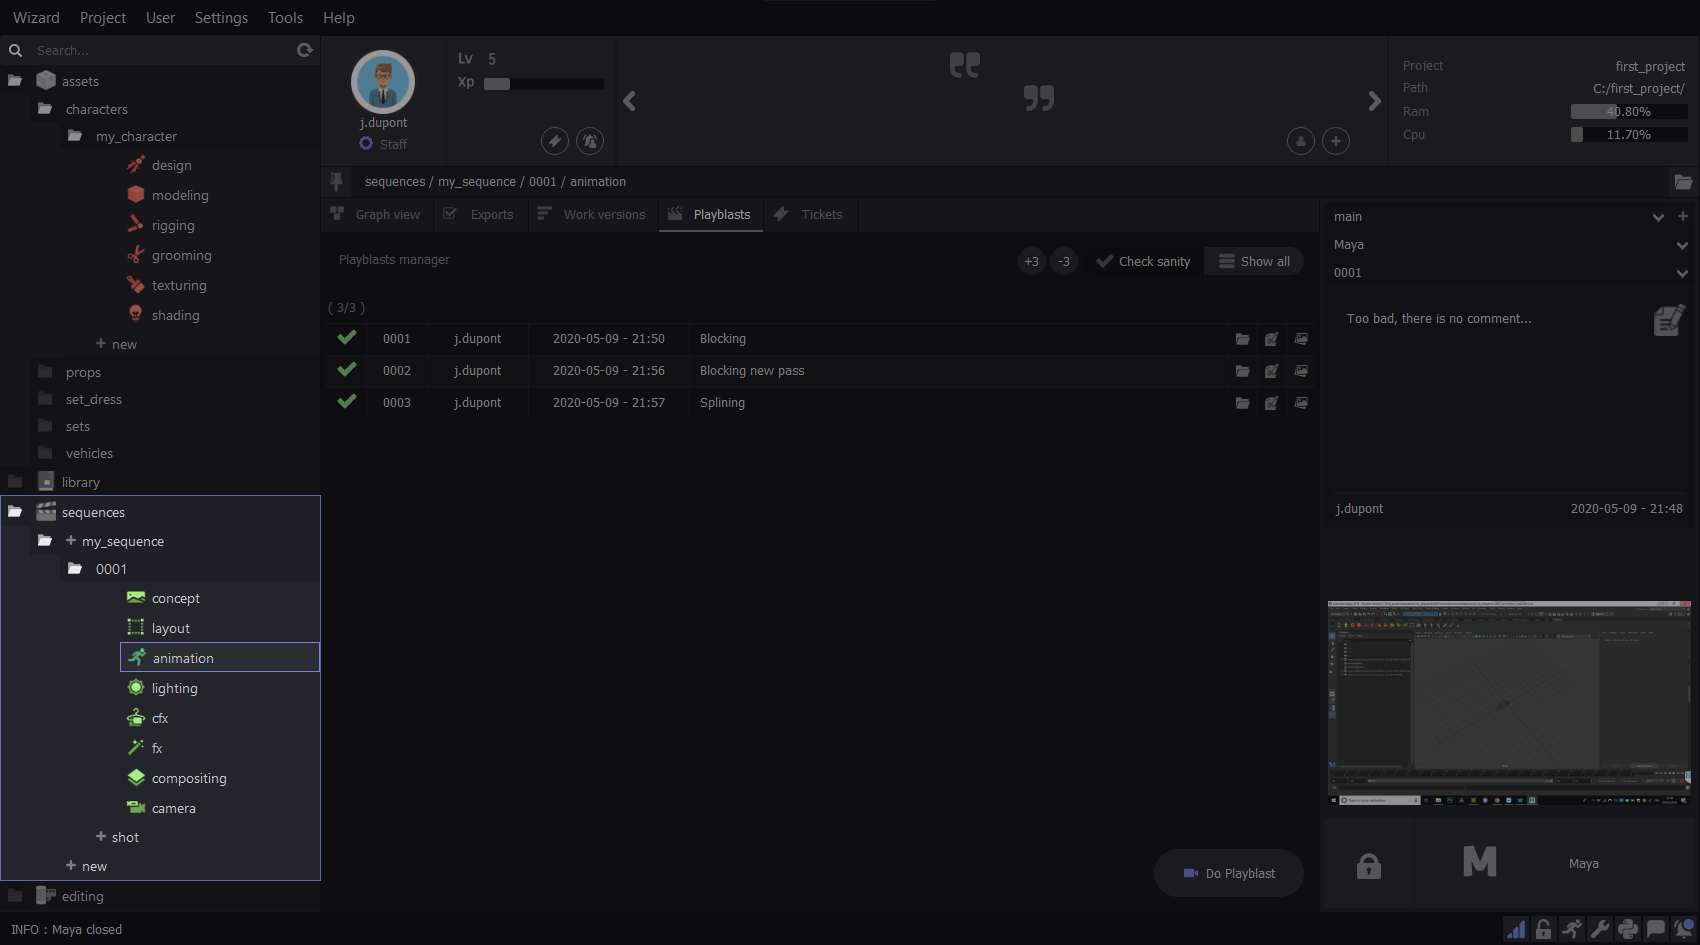 Wizard Project User Settings Tools Help
Search...
assets
characters
my_character
design
modeling
rigging
grooming
texturing
shading
+ new
props
set_dress
sets
vehicles
library
sequences
+ my_sequence
0001
concept
layout
animation
lighting
cfx
fx
compositing
camera
+ shot
+ new
editing
j.dupont
Staff
Lv 5
Xp
Project first_project
Path C:/first_project/
Ram 40.80%
Cpu 11.70%
sequences / my_sequence / 0001 / animation
Graph view Exports Work versions Playblasts Tickets
Playblasts manager +3 -3 Check sanity Show all
( 3/3 )
0001 j.dupont 2020-05-09 - 21:50 Blocking
0002 j.dupont 2020-05-09 - 21:56 Blocking new pass
0003 j.dupont 2020-05-09 - 21:57 Splining
Do Playblast
main
Maya
0001
Too bad, there is no comment...
j.dupont 2020-05-09 - 21:48
Maya
INFO : Maya closed